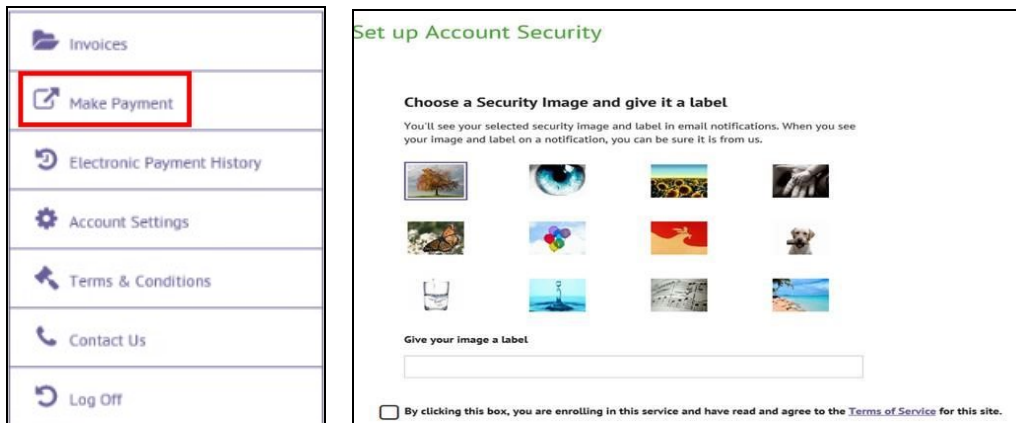 Invoices
Make Payment
Electronic Payment History
Account Settings
Terms & Conditions
Contact Us
Log Off
Set up Account Security
Choose a Security Image and give it a label
You'll see your selected security image and label in email notifications. When you see
your image and label on a notification, you can be sure it is from us.
Give your image a label
By clicking this box, you are enrolling in this service and have read and agree to the Terms of Service for this site.